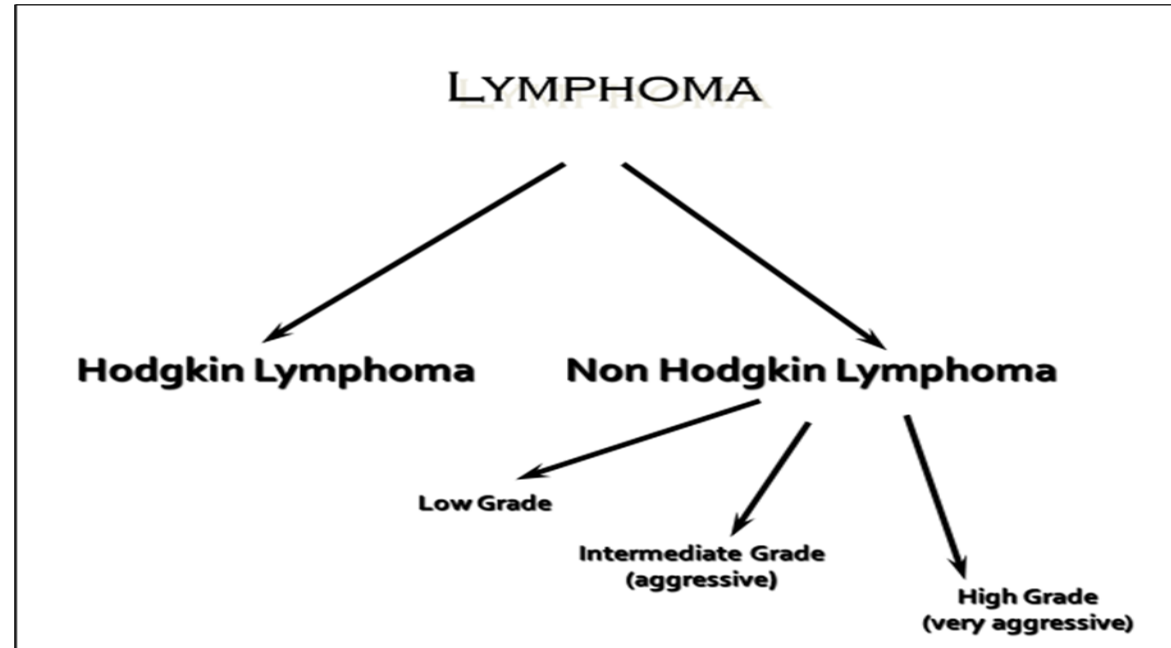 LYMPHOMA
Hodgkin Lymphoma
Non Hodgkin Lymphoma
Low Grade
Intermediate Grade
(aggressive)
High Grade
(very aggressive)